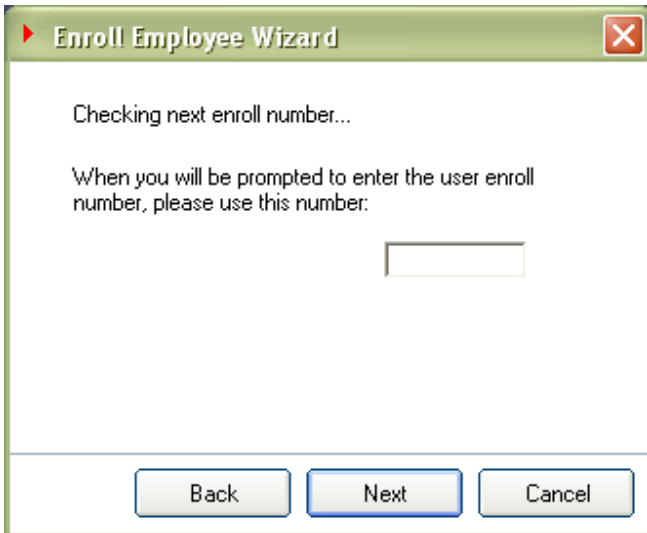 Enroll Employee Wizard
Checking next enroll number...
When you will be prompted to enter the user enroll
number, please use this number:
Back Next Cancel